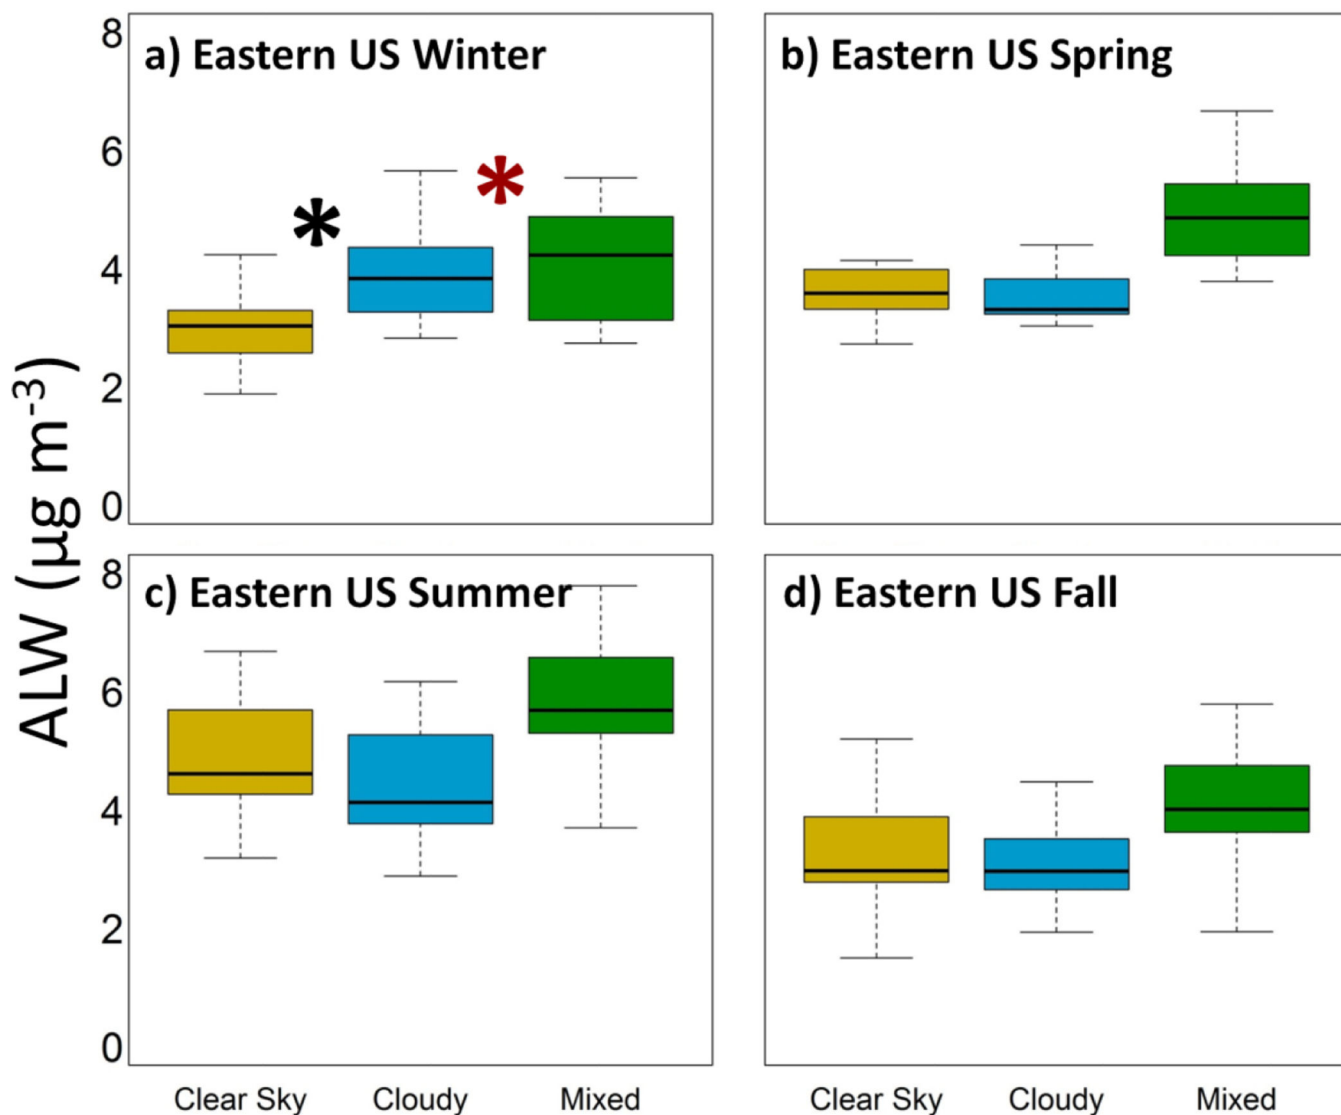 a) Eastern US Winter
b) Eastern US Spring
8
6
4
2
0
ALW (µg m⁻³)
c) Eastern US Summer
d) Eastern US Fall
8
6
4
2
0
Clear Sky Cloudy Mixed
Clear Sky Cloudy Mixed